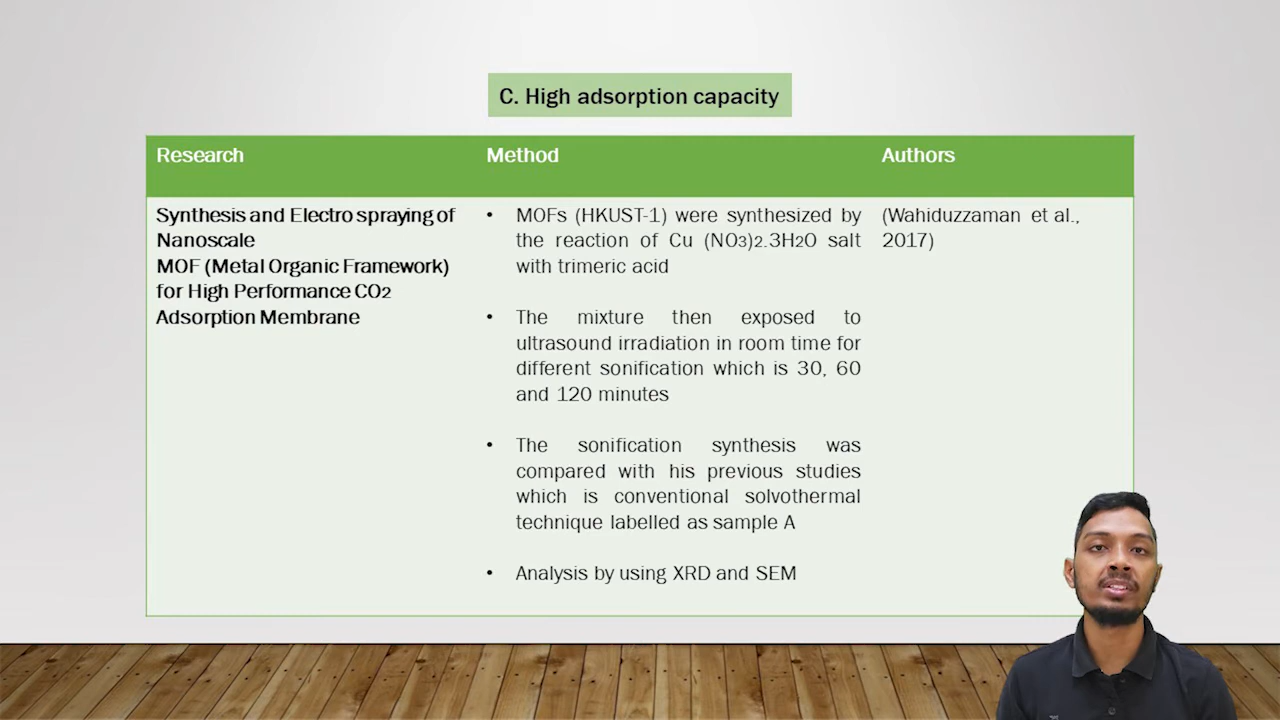 C. High adsorption capacity
Research
Method
Authors
Synthesis and Electro spraying of
Nanoscale
MOF (Metal Organic Framework)
for High Performance CO2
Adsorption Membrane
• MOFs (HKUST-1) were synthesized by
the reaction of Cu (NO3)2.3H2O salt
with trimeric acid
• The mixture then exposed to
ultrasound irradiation in room time for
different sonification which is 30, 60
and 120 minutes
• The sonification synthesis was
compared with his previous studies
which is conventional solvothermal
technique labelled as sample A
• Analysis by using XRD and SEM
(Wahiduzzaman et al.,
2017)